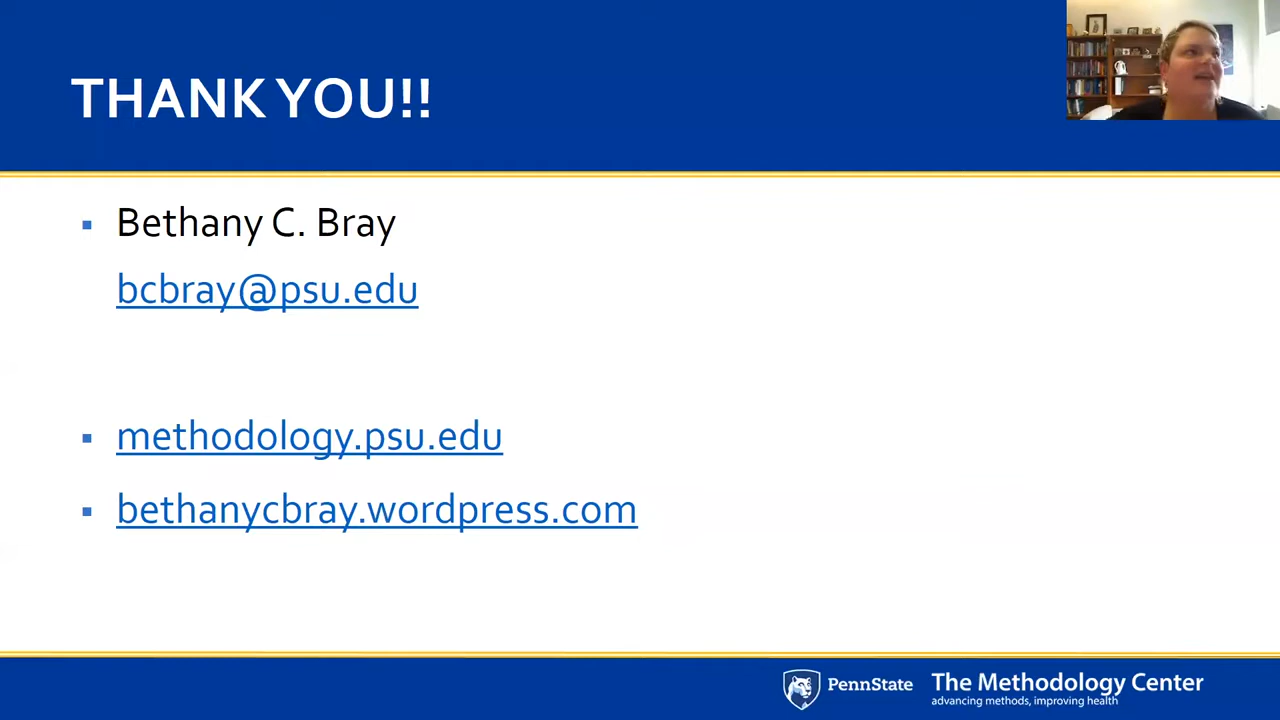 THANK YOU!!
Bethany C. Bray
bcbray@psu.edu
methodology.psu.edu
bethanycbray.wordpress.com
PennState
The Methodology Center
advancing methods, improving health